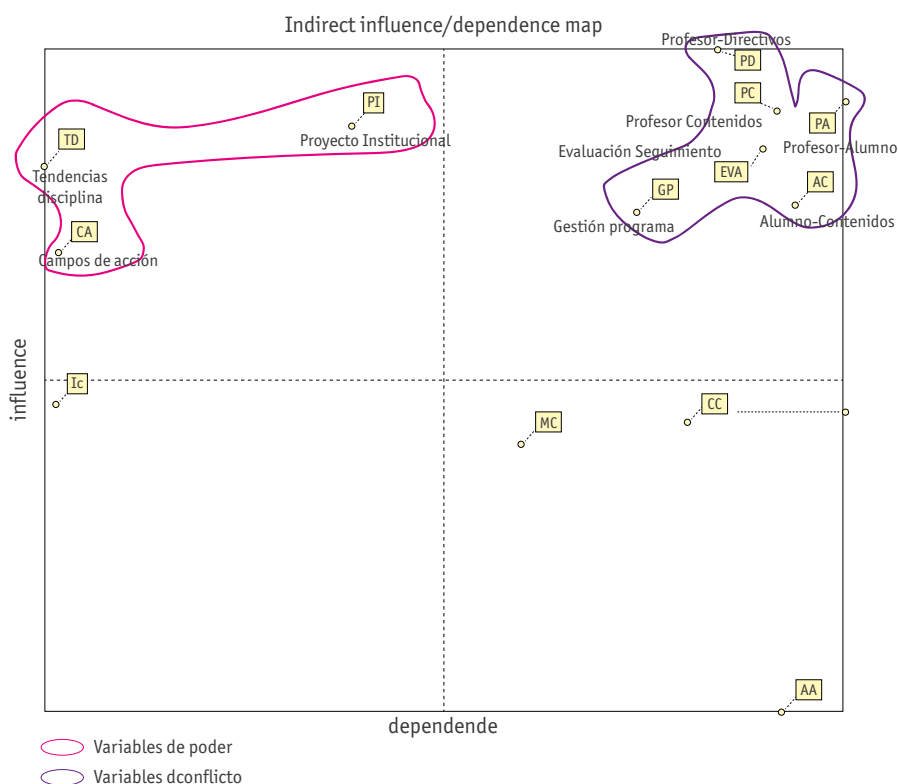 Indirect influence/dependence map
Profesor-Directivos
PD
PC
PI
Profesor Contenidos
PA
TD
Proyecto Institucional
Profesor-Alumno
Evaluación Seguimiento
EVA
Tendencias
disciplina
GP
AC
Gestión programa
Alumno-Contenidos
CA
Campos de acción
influence
Ic
CC
MC
AA
dependende
Variables de poder
Variables dconflicto